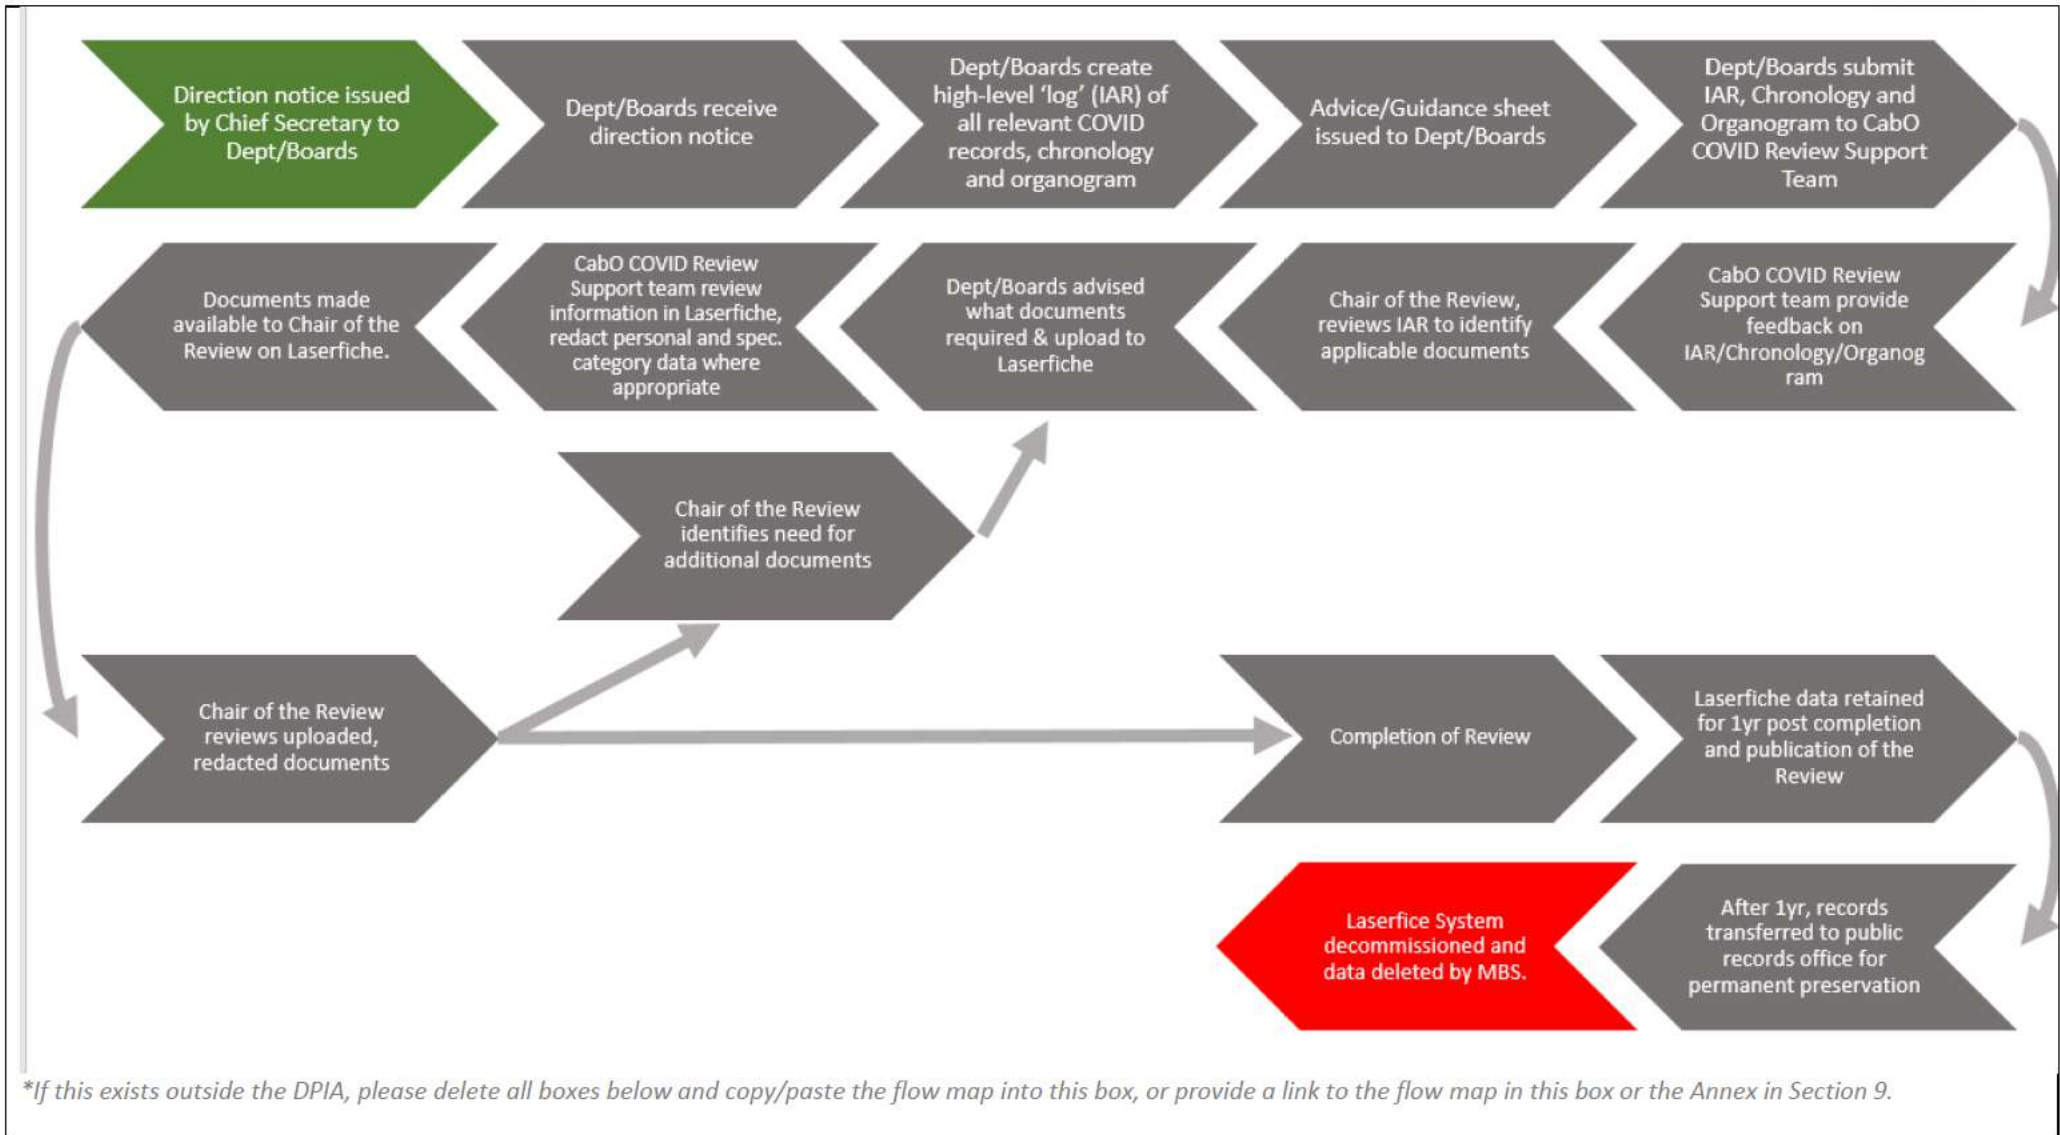 Direction notice issued
by Chief Secretary to
Dept/Boards
Dept/Boards receive
direction notice
Dept/Boards create
high-level ‘log’ (IAR) of
all relevant COVID
records, chronology
and organogram
Advice/Guidance sheet
issued to Dept/Boards
Dept/Boards submit
IAR, Chronology and
Organogram to CabO
COVID Review Support
Team
CabO COVID Review
Support team provide
feedback on
IAR/Chronology/Organog
ram
Chair of the Review,
reviews IAR to identify
applicable documents
Dept/Boards advised
what documents
required & upload to
Laserfiche
CabO COVID Review
Support team review
information in Laserfiche,
redact personal and spec.
category data where
appropriate
Documents made
available to Chair of the
Review on Laserfiche.
Chair of the Review
reviews uploaded,
redacted documents
Chair of the Review
identifies need for
additional documents
Completion of Review
Laserfiche data retained
for 1yr post completion
and publication of the
Review
After 1yr, records
transferred to public
records office for
permanent preservation
Laserfice System
decommissioned and
data deleted by MBS.
*If this exists outside the DPIA, please delete all boxes below and copy/paste the flow map into this box, or provide a link to the flow map in this box or the Annex in Section 9.